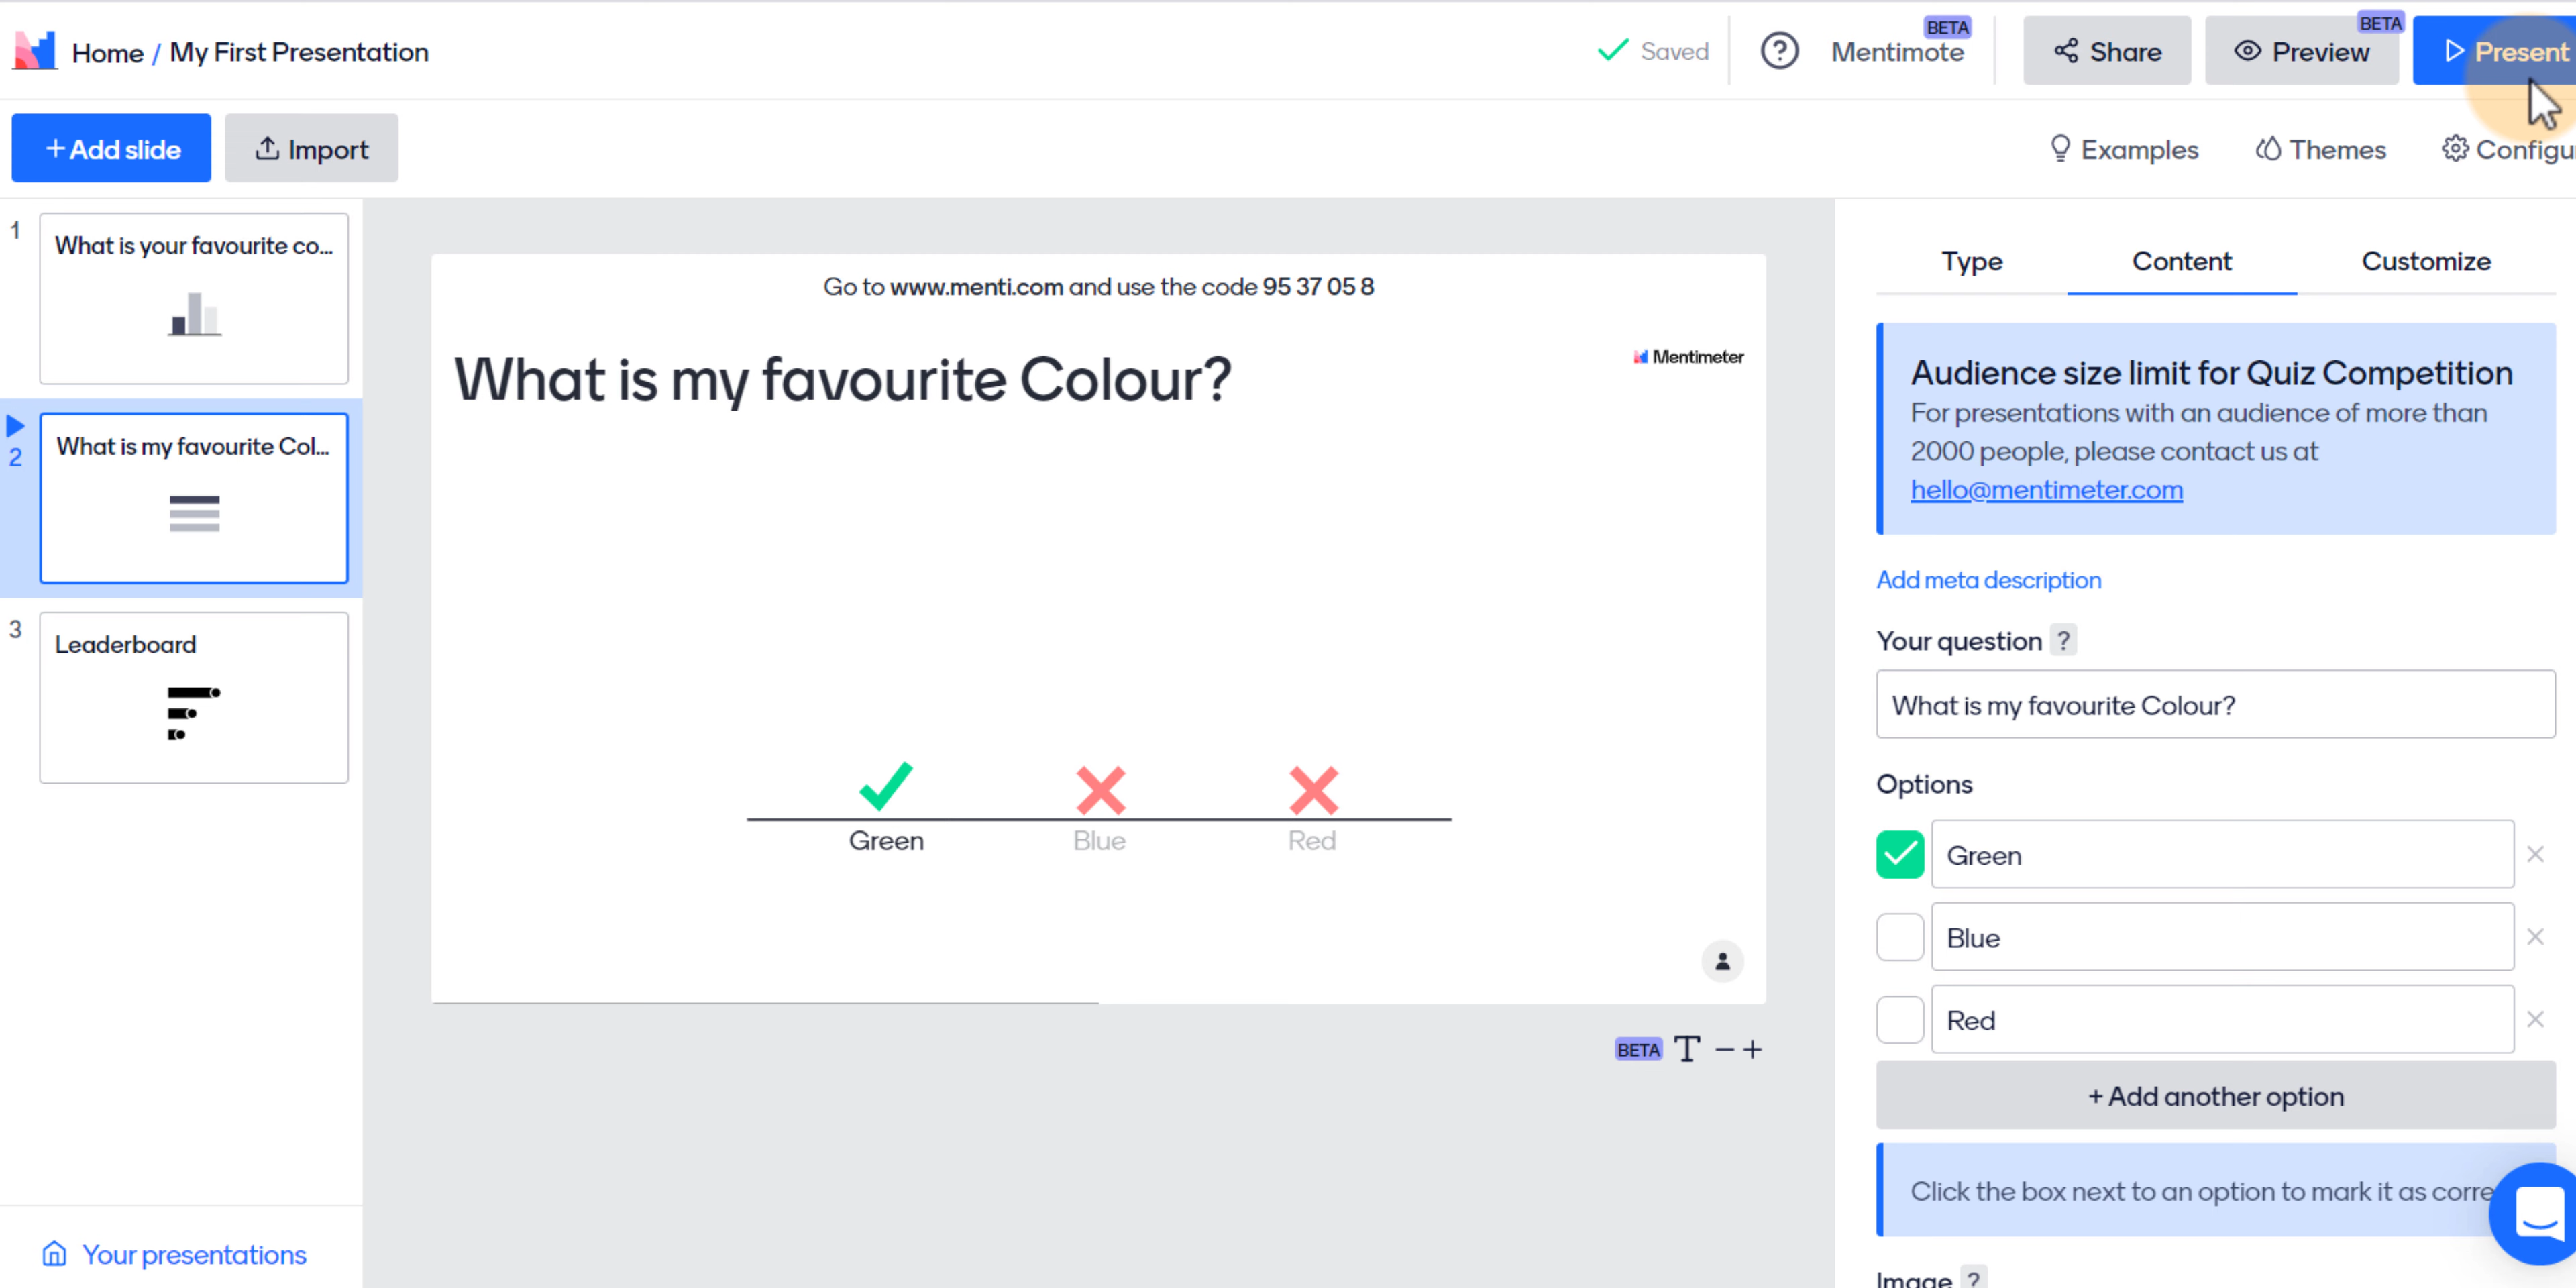 Home / My First Presentation
Saved
?
Mentimote
BETA
Share
Preview
BETA
Present
+ Add slide
Import
Examples
Themes
Configu
1
What is your favourite co...
2
What is my favourite Col...
3
Leaderboard
Your presentations
Go to www.menti.com and use the code 95 37 05 8
Mentimeter
What is my favourite Colour?
Green
Blue
Red
BETA T − +
Type
Content
Customize
Audience size limit for Quiz Competition
For presentations with an audience of more than
2000 people, please contact us at
hello@mentimeter.com
Add meta description
Your question ?
What is my favourite Colour?
Options
Green
Blue
Red
+ Add another option
Click the box next to an option to mark it as corre
Image ?